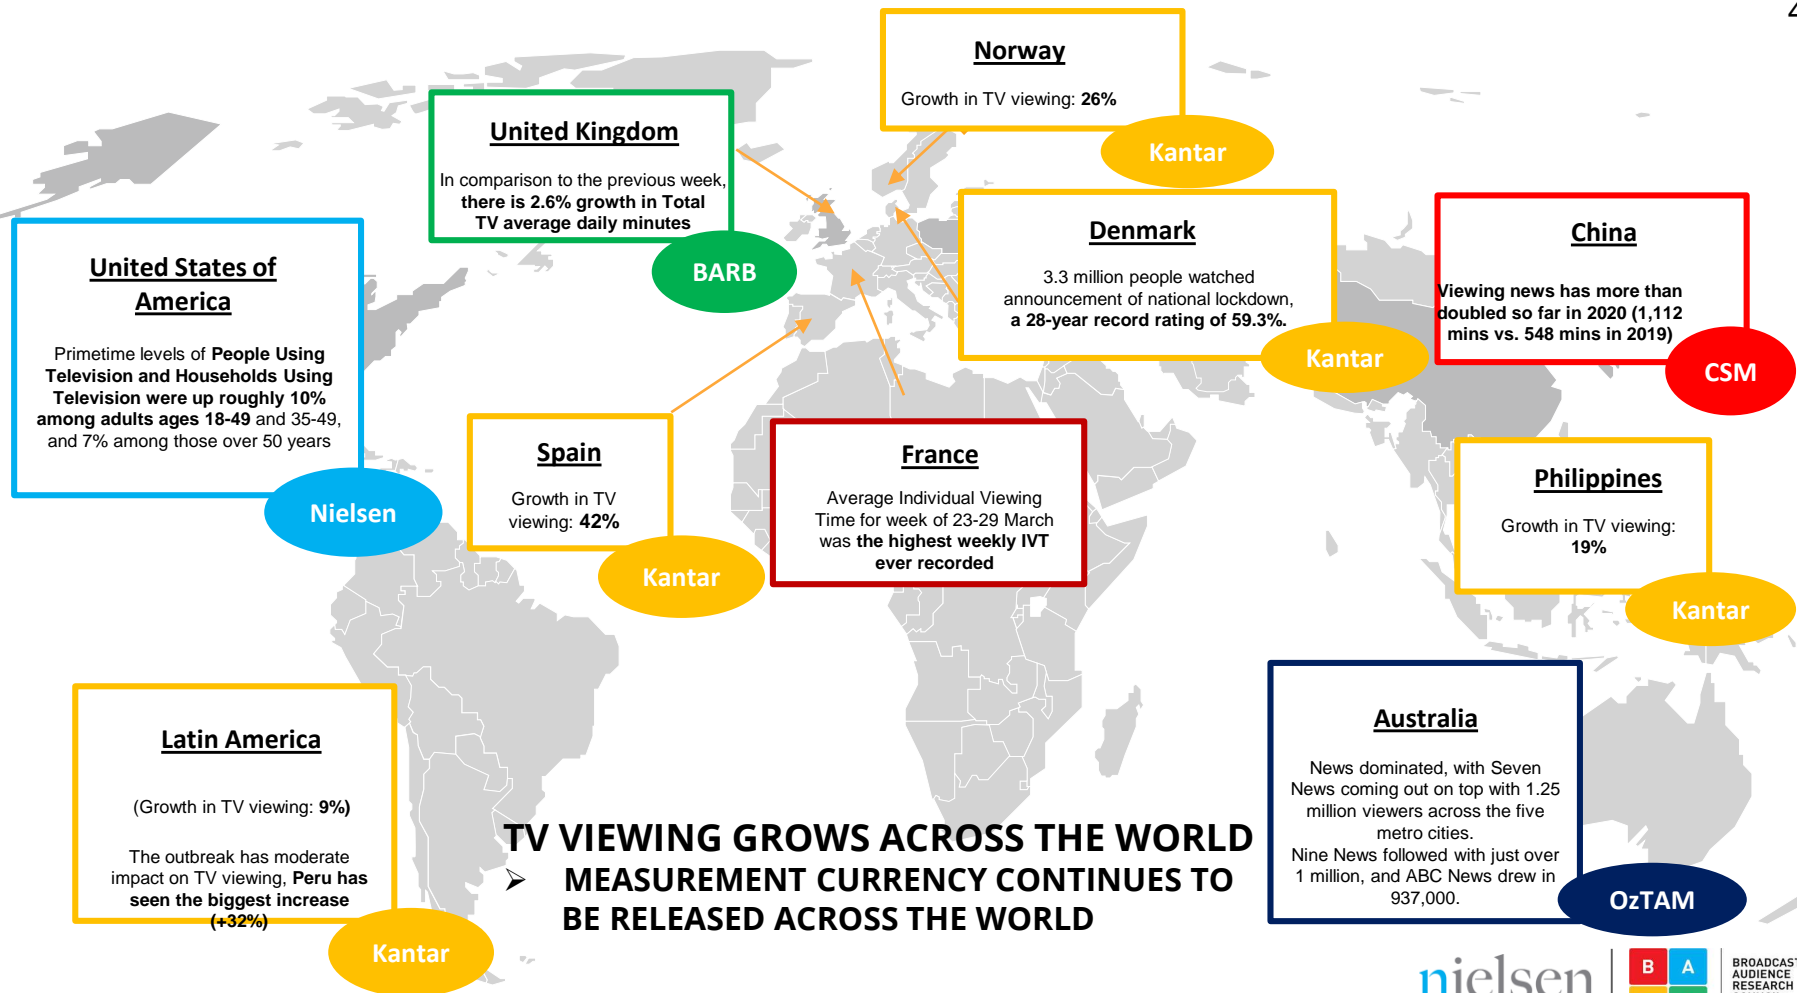 4
Norway
Growth in TV viewing: 26%
Kantar
United Kingdom
In comparison to the previous week,
there is 2.6% growth in Total
TV average daily minutes
BARB
Denmark
3.3 million people watched
announcement of national lockdown,
a 28-year record rating of 59.3%.
Kantar
China
Viewing news has more than
doubled so far in 2020 (1,112
mins vs. 548 mins in 2019)
CSM
United States of
America
Primetime levels of People Using
Television and Households Using
Television were up roughly 10%
among adults ages 18-49 and 35-49,
and 7% among those over 50 years
Nielsen
Spain
Growth in TV
viewing: 42%
Kantar
France
Average Individual Viewing
Time for week of 23-29 March
was the highest weekly IVT
ever recorded
Philippines
Growth in TV viewing:
19%
Kantar
Latin America
(Growth in TV viewing: 9%)
The outbreak has moderate
impact on TV viewing, Peru has
seen the biggest increase
(+32%)
Kantar
Australia
News dominated, with Seven
News coming out on top with 1.25
million viewers across the five
metro cities.
Nine News followed with just over
1 million, and ABC News drew in
937,000.
OzTAM
TV VIEWING GROWS ACROSS THE WORLD
➢ MEASUREMENT CURRENCY CONTINUES TO
BE RELEASED ACROSS THE WORLD
nielsen
B A
BROADCAST
AUDIENCE
RESEARCH